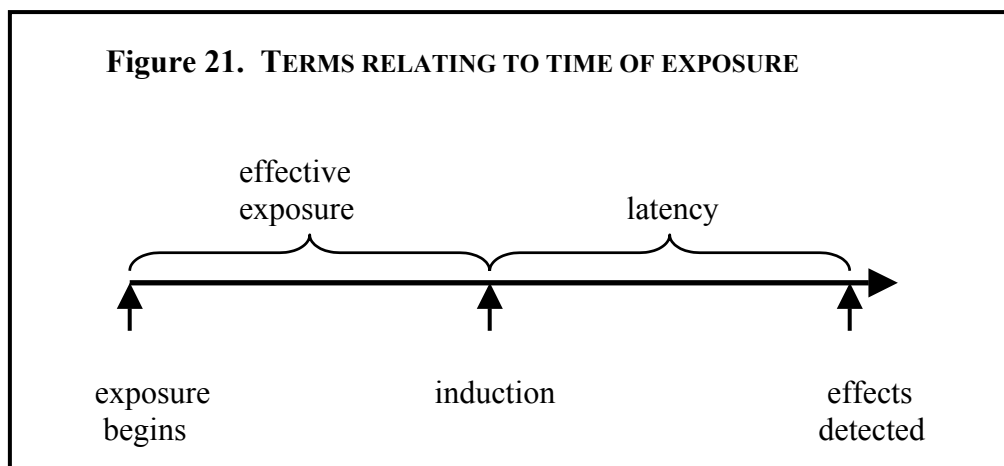 Figure 21. TERMS RELATING TO TIME OF EXPOSURE
effective
exposure
latency
exposure
begins
induction
effects
detected